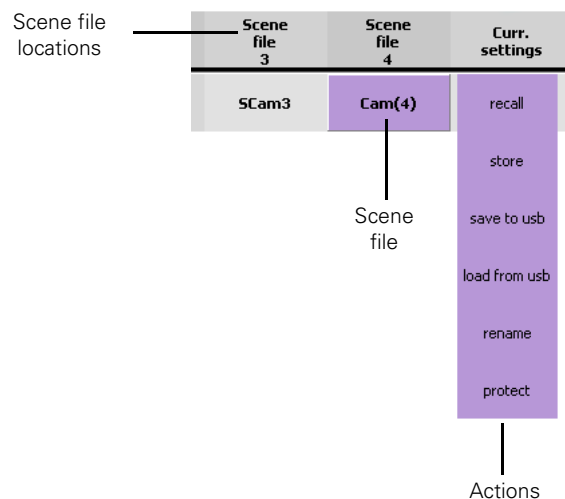 Scene file
locations
Scene
file
3
Scene
file
4
Curr.
settings
SCam3
Cam(4)
recall
store
save to usb
load from usb
rename
protect
Scene
file
Actions